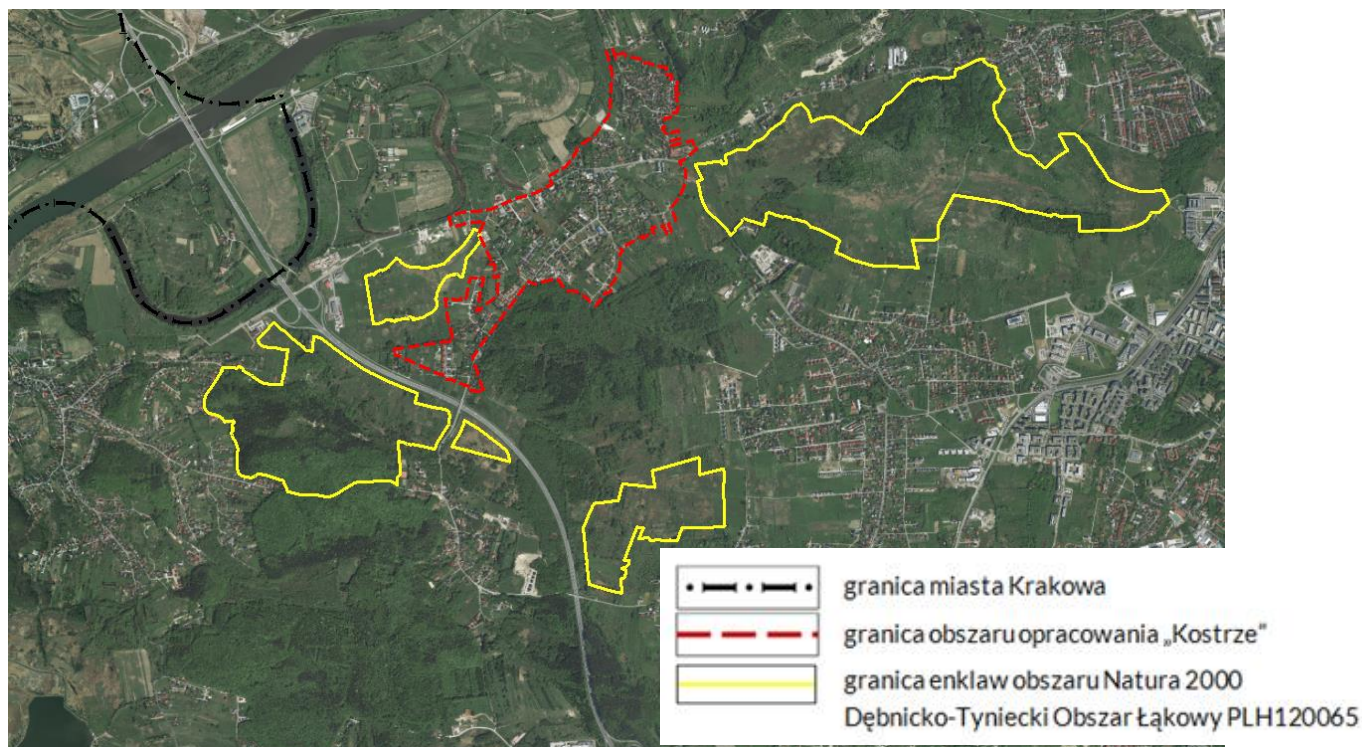 granica miasta Krakowa
granica obszaru opracowania „Kostrze”
granica enklaw obszaru Natura 2000
Dębnicko-Tyniecki Obszar Łąkowy PLH120065